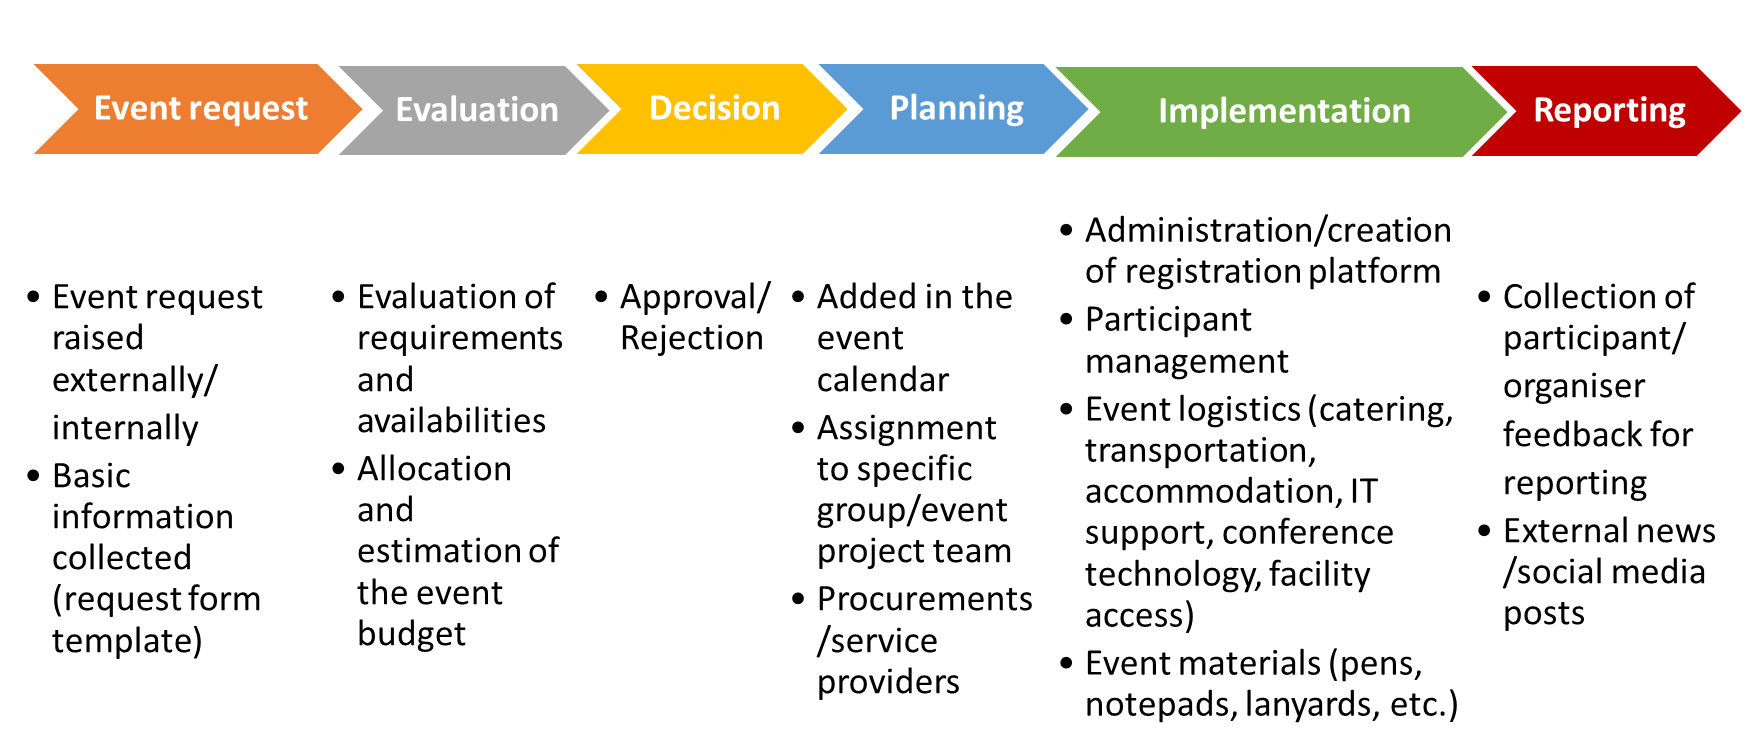 Event request
Evaluation
Decision
Planning
Implementation
Reporting
• Event request
raised
externally/
internally
• Basic
information
collected
(request form
template)
• Evaluation of
requirements
and
availabilities
• Allocation
and
estimation of
the event
budget
• Approval/
Rejection
• Added in the
event
calendar
• Assignment
to specific
group/event
project team
• Procurements
/service
providers
• Administration/creation
of registration platform
• Participant
management
• Event logistics (catering,
transportation,
accommodation, IT
support, conference
technology, facility
access)
• Event materials (pens,
notepads, lanyards, etc.)
• Collection of
participant/
organiser
feedback for
reporting
• External news
/social media
posts